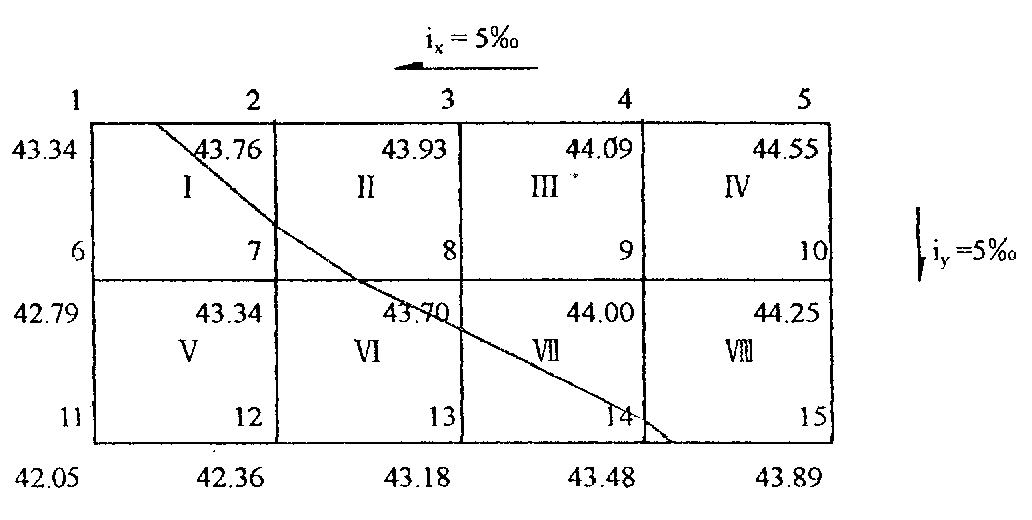 iₓ = 5‰
1 2 3 4 5
43.34 43.76 43.93 44.09 44.55
I II III IV
6 7 8 9 10
i_y =5‰
42.79 43.34 43.70 44.00 44.25
V VI VII VIII
11 12 13 14 15
42.05 42.36 43.18 43.48 43.89